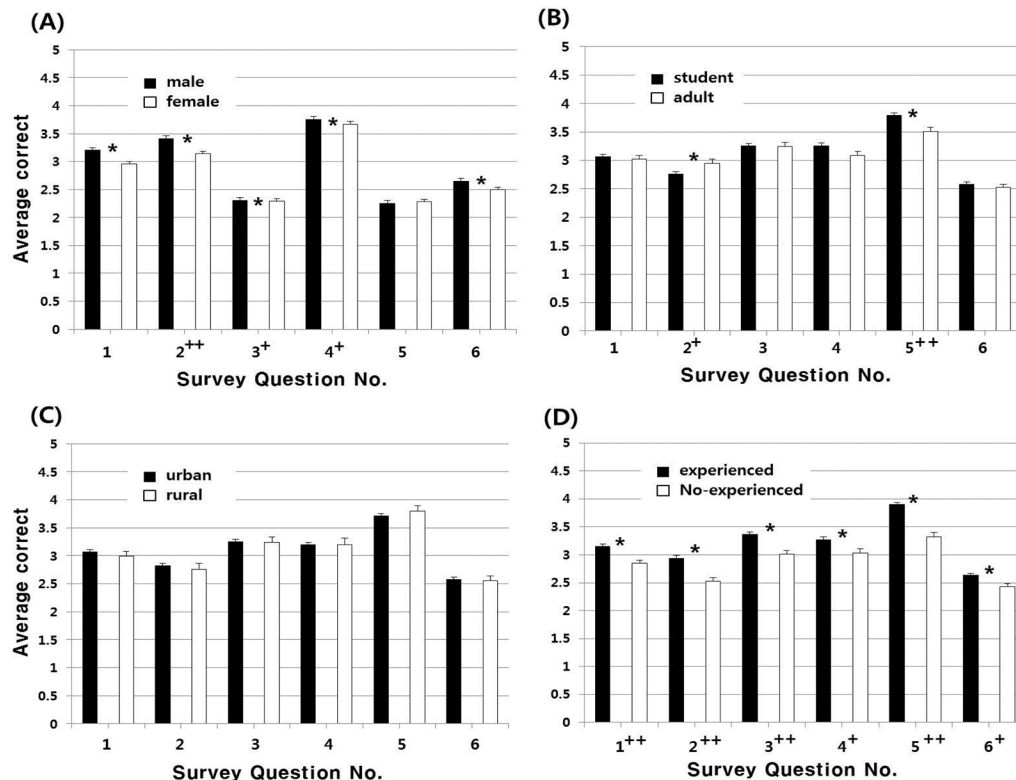 (A)
5
4.5
4
3.5
3
2.5
2
1.5
1
0.5
0
Average correct
male
female
* * * * *
1 2++ 3+ 4+ 5 6
Survey Question No.
(B)
5
4.5
4
3.5
3
2.5
2
1.5
1
0.5
0
student
adult
* *
1 2+ 3 4 5++ 6
Survey Question No.
(C)
5
4.5
4
3.5
3
2.5
2
1.5
1
0.5
0
Average correct
urban
rural
1 2 3 4 5 6
Survey Question No.
(D)
5
4.5
4
3.5
3
2.5
2
1.5
1
0.5
0
experienced
No-experienced
* * * * * *
1++ 2++ 3++ 4+ 5++ 6+
Survey Question No.